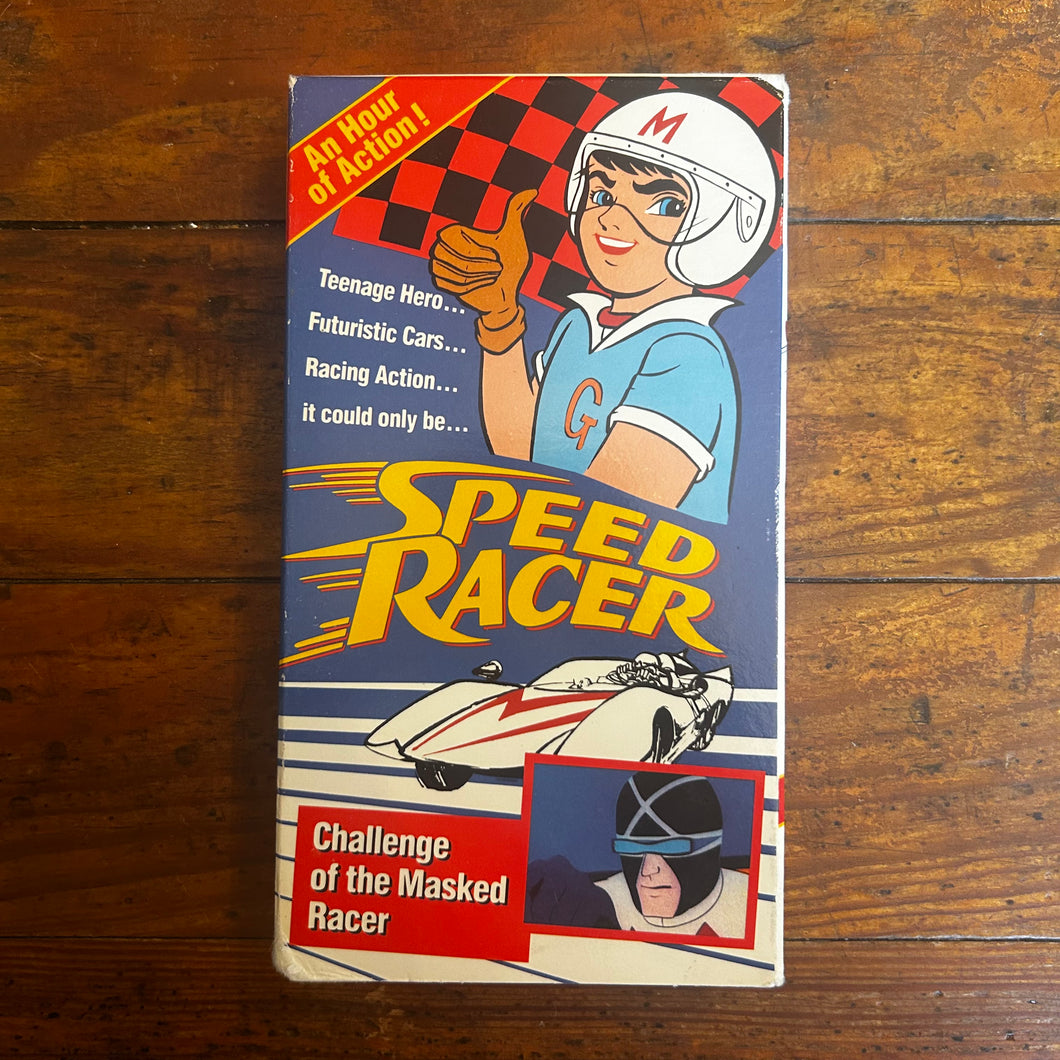 An Hour
of Action!
M
Teenage Hero...
Futuristic Cars...
Racing Action...
it could only be...
G
SPEED
RACER
Challenge
of the Masked
Racer
M